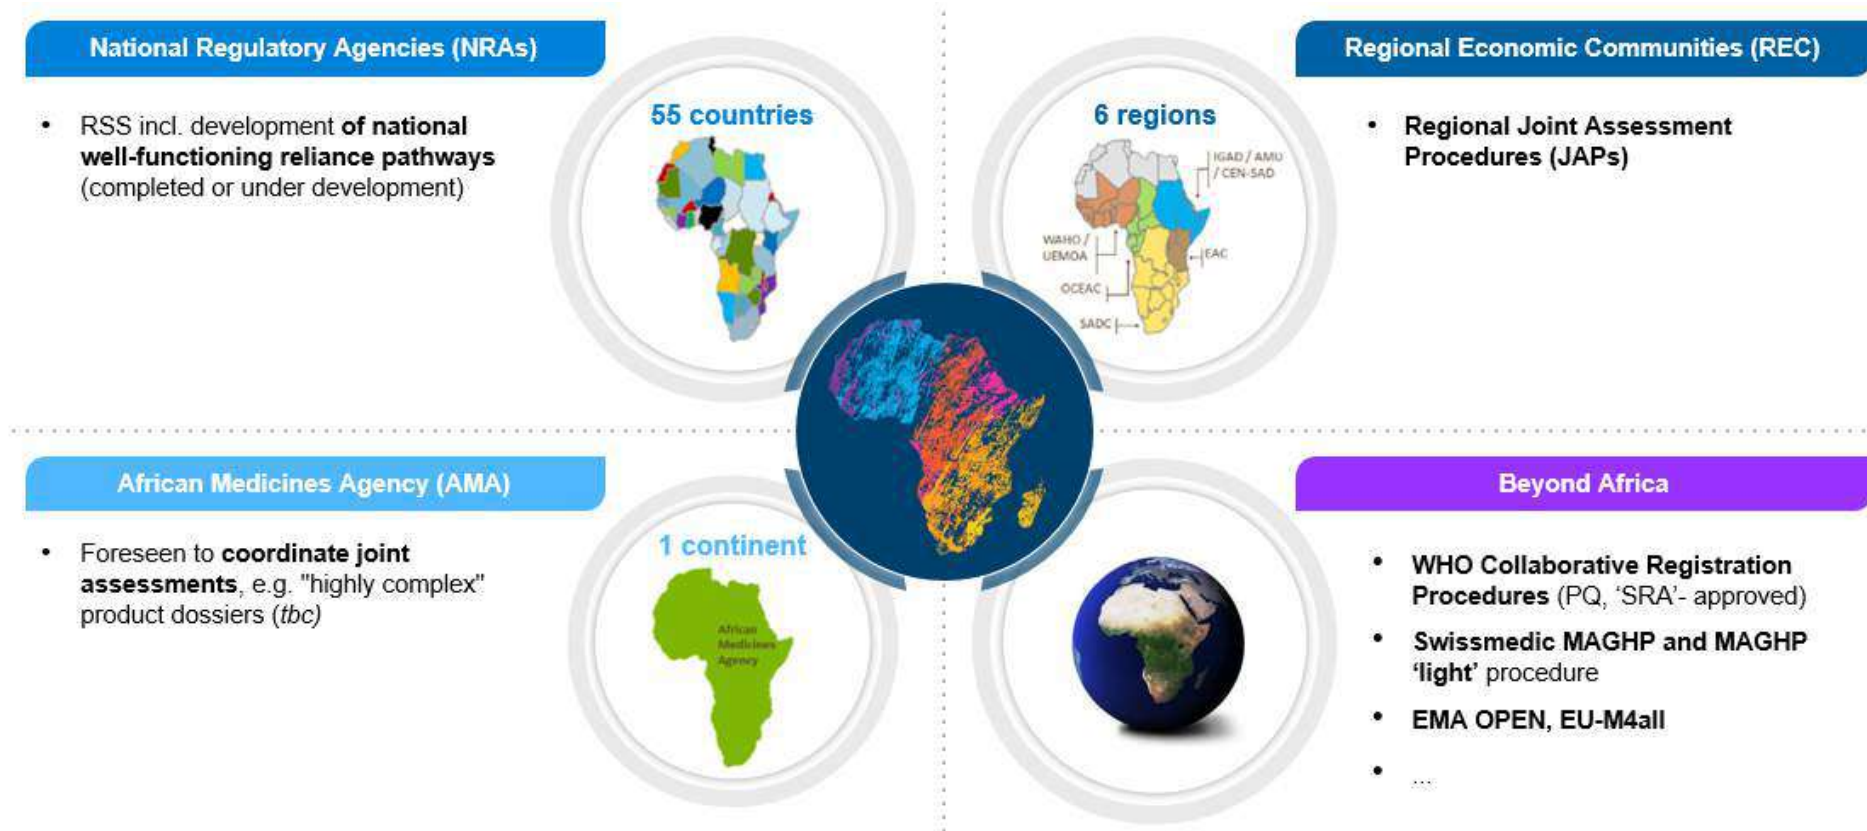 National Regulatory Agencies (NRAs)
• RSS incl. development of national
well-functioning reliance pathways
(completed or under development)
55 countries
Regional Economic Communities (REC)
6 regions
IGAD / AMU
/ CEN-SAD
WAHO /
UEMOA
EAC
OCEAC
SADC
• Regional Joint Assessment
Procedures (JAPs)
African Medicines Agency (AMA)
• Foreseen to coordinate joint
assessments, e.g. "highly complex"
product dossiers (tbc)
1 continent
African
Medicines
Agency
Beyond Africa
• WHO Collaborative Registration
Procedures (PQ, ‘SRA’- approved)
• Swissmedic MAGHP and MAGHP
‘light’ procedure
• EMA OPEN, EU-M4all
• ...